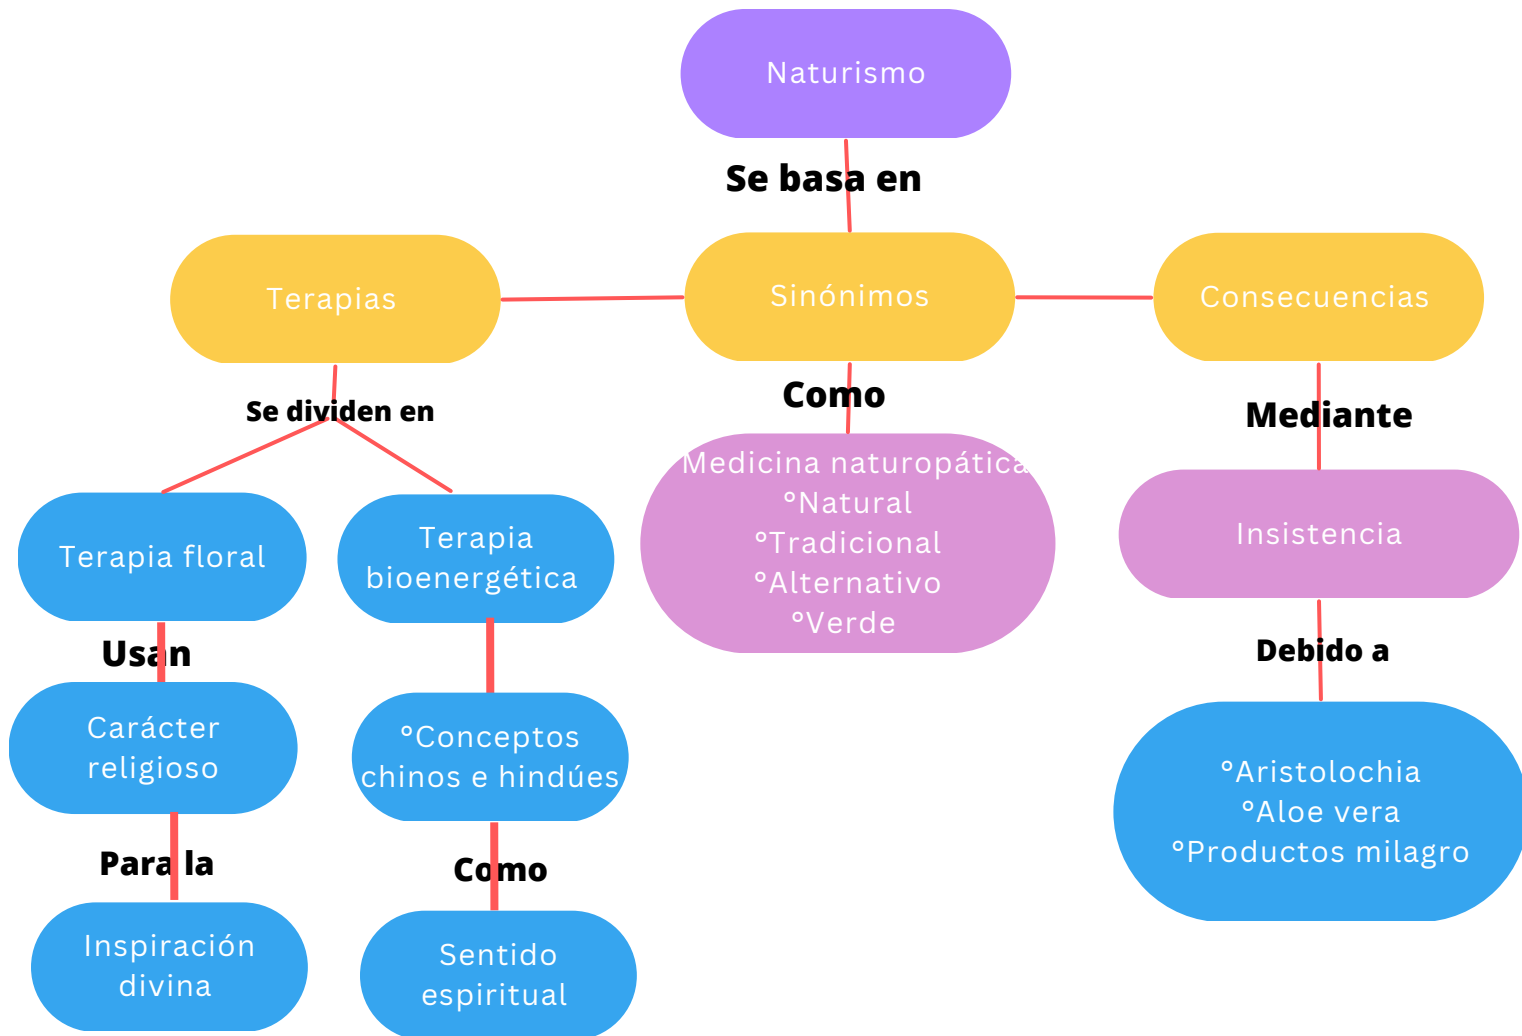 Naturismo
Se basa en
Terapias
Sinónimos
Consecuencias
Se dividen en
Como
Mediante
Terapia floral
Terapia
bioenergética
Medicina naturopática
°Natural
°Tradicional
°Alternativo
°Verde
Insistencia
Usan
Debido a
Carácter
religioso
°Conceptos
chinos e hindúes
°Aristolochia
°Aloe vera
°Productos milagro
Para la
Como
Inspiración
divina
Sentido
espiritual